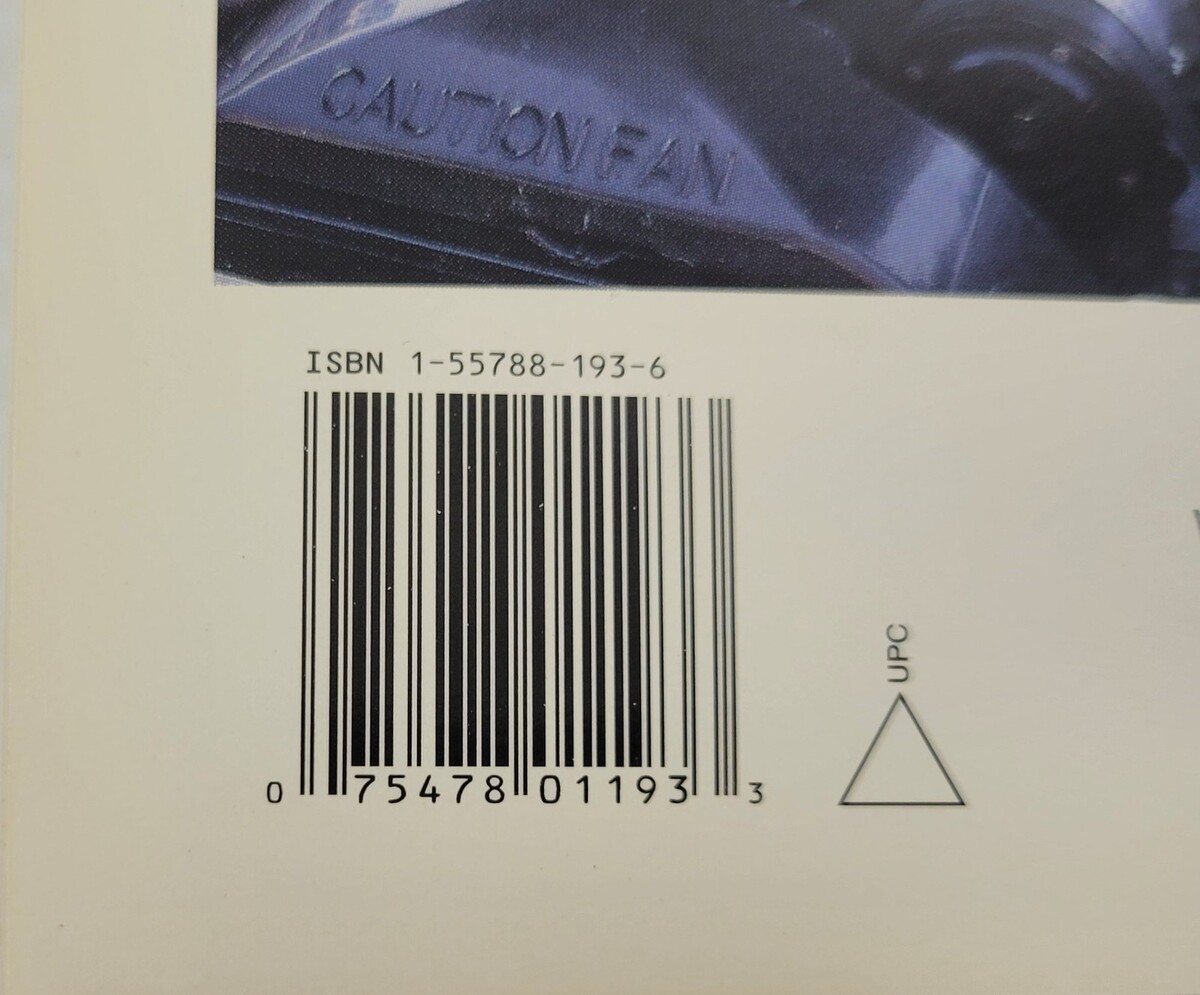 CAUTION FAN
ISBN 1-55788-193-6
0 75478 01193 3
UPC